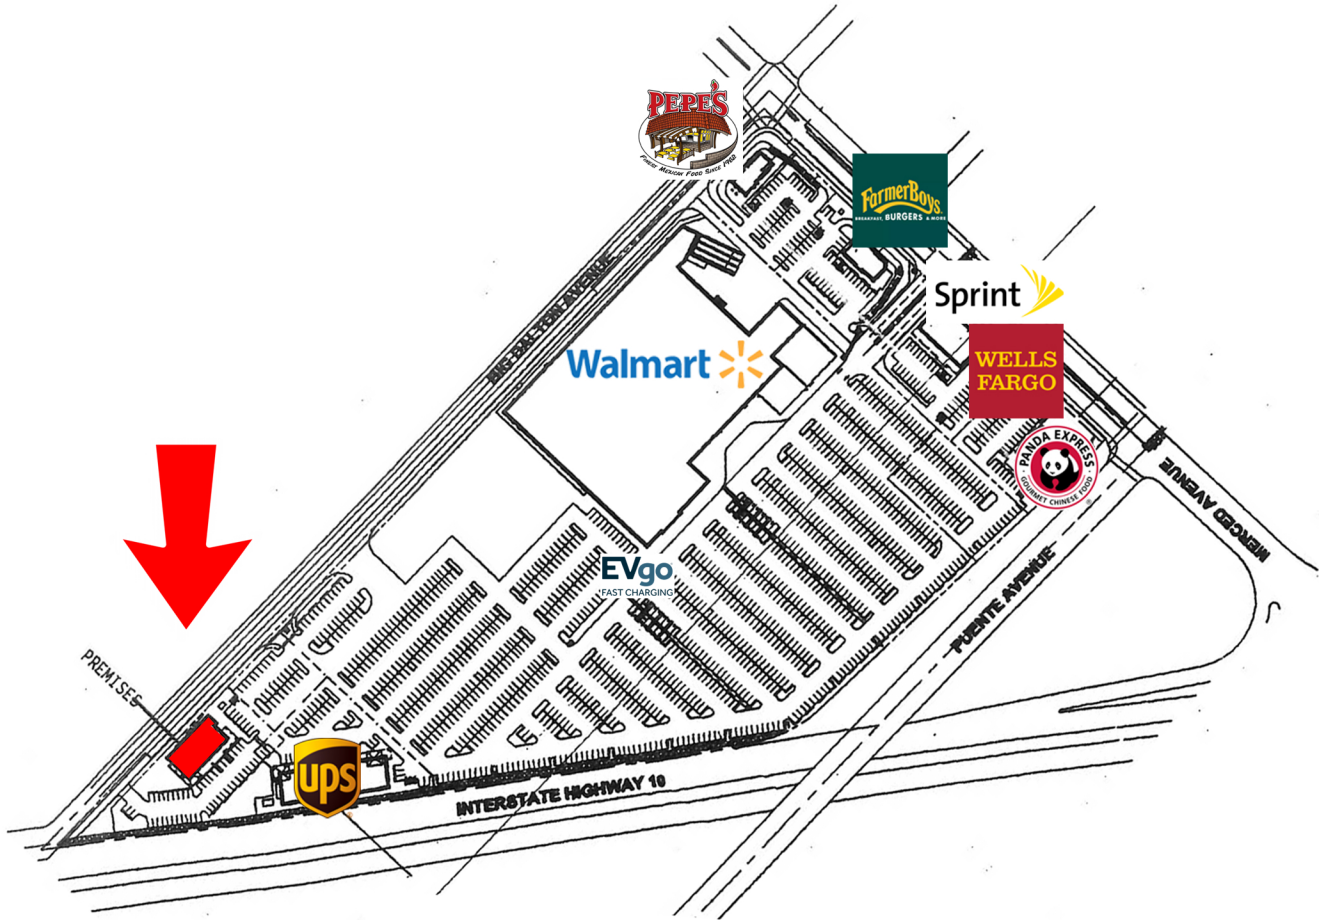 PEPE'S
FINEST MEXICAN FOOD SINCE 1968
FarmerBoys
BREAKFAST, BURGERS & MORE
Sprint
BIG DALTON AVENUE
Walmart
WELLS
FARGO
PANDA EXPRESS
GOURMET CHINESE FOOD
MERCED AVENUE
EVgo
FAST CHARGING
PUENTE AVENUE
PREMISES
ups
INTERSTATE HIGHWAY 10